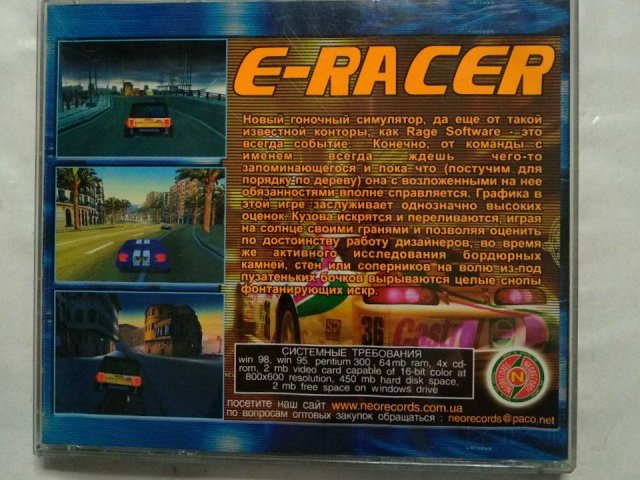 E-RACER
Новый гоночный симулятор, да еще от такой
известной конторы, как Rage Software - это
всегда событие. Конечно, от команды с
именем всегда ждешь чего-то
запоминающегося и пока что (постучим для
порядку по дереву) она с возложенными на нее
обязанностями вполне справляется. Графика в
этой игре заслуживает однозначно высоких
оценок. Кузова искрятся и переливаются, играя
на солнце своими гранями и позволяя оценить
по достоинству работу дизайнеров, во время
же активного исследования бордюрных
камней, стен или соперников на волю из-под
пузатеньких бочков вырываются целые снопы
фонтанирующих искр.
36
Castrol
СИСТЕМНЫЕ ТРЕБОВАНИЯ
win 98, win 95. pentium 300, 64mb ram, 4x cd-
rom, 2 mb video card capable of 16-bit color at
800x600 resolution, 450 mb hard disk space,
2 mb free space on windows drive
N
посетите наш сайт www.neorecords.com.ua
по вопросам оптовых закупок обращаться : neorecords@paco.net